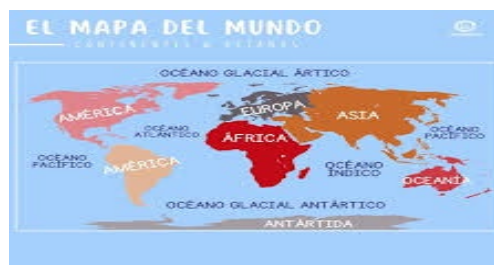 EL MAPA DEL MUNDO
CONTINENTES & OCÉANOS
OCÉANO GLACIAL ÁRTICO
AMÉRICA
EUROPA
ASIA
OCÉANO
ATLÁNTICO
ÁFRICA
OCÉANO
PACÍFICO
OCÉANO
PACÍFICO
AMÉRICA
OCÉANO
ÍNDICO
OCEANÍA
OCÉANO GLACIAL ANTÁRTICO
ANTÁRTIDA